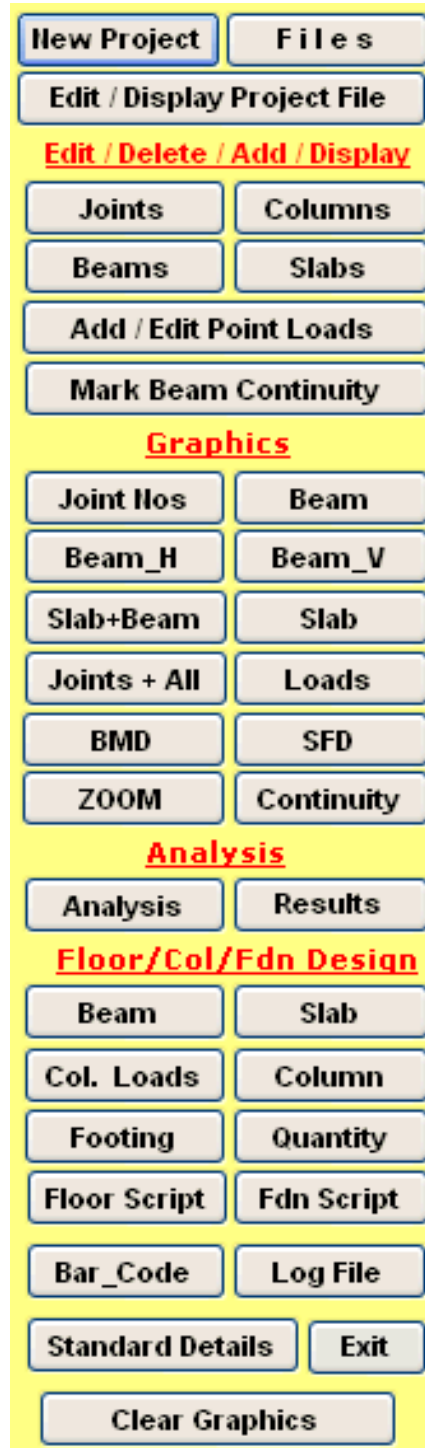 New Project Files
Edit / Display Project File
Edit / Delete / Add / Display
Joints Columns
Beams Slabs
Add / Edit Point Loads
Mark Beam Continuity
Graphics
Joint Nos Beam
Beam_H Beam_V
Slab+Beam Slab
Joints + All Loads
BMD SFD
ZOOM Continuity
Analysis
Analysis Results
Floor/Col/Fdn Design
Beam Slab
Col. Loads Column
Footing Quantity
Floor Script Fdn Script
Bar_Code Log File
Standard Details Exit
Clear Graphics